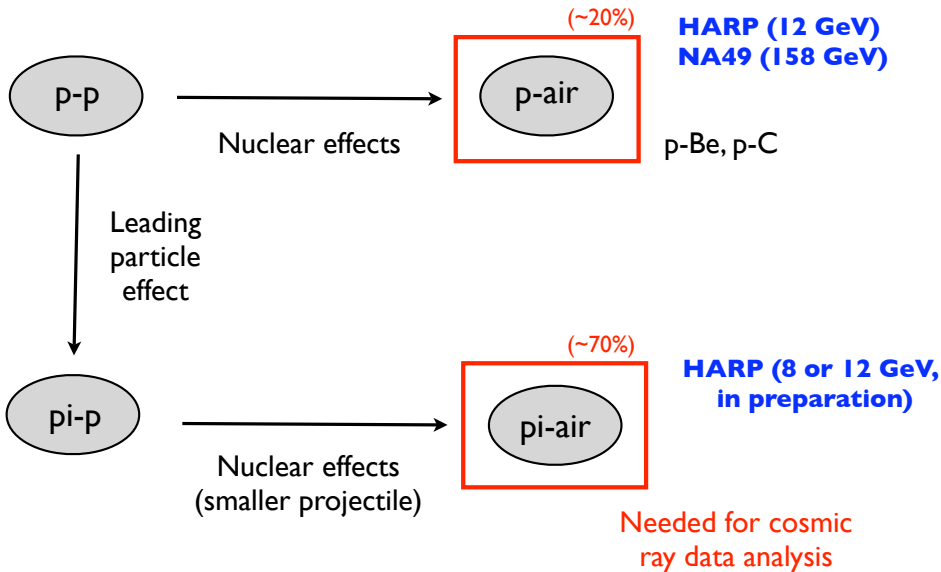 (~20%)
HARP (12 GeV)
NA49 (158 GeV)
p-p
p-air
Nuclear effects
p-Be, p-C
Leading
particle
effect
(~70%)
HARP (8 or 12 GeV,
in preparation)
pi-p
pi-air
Nuclear effects
(smaller projectile)
Needed for cosmic
ray data analysis